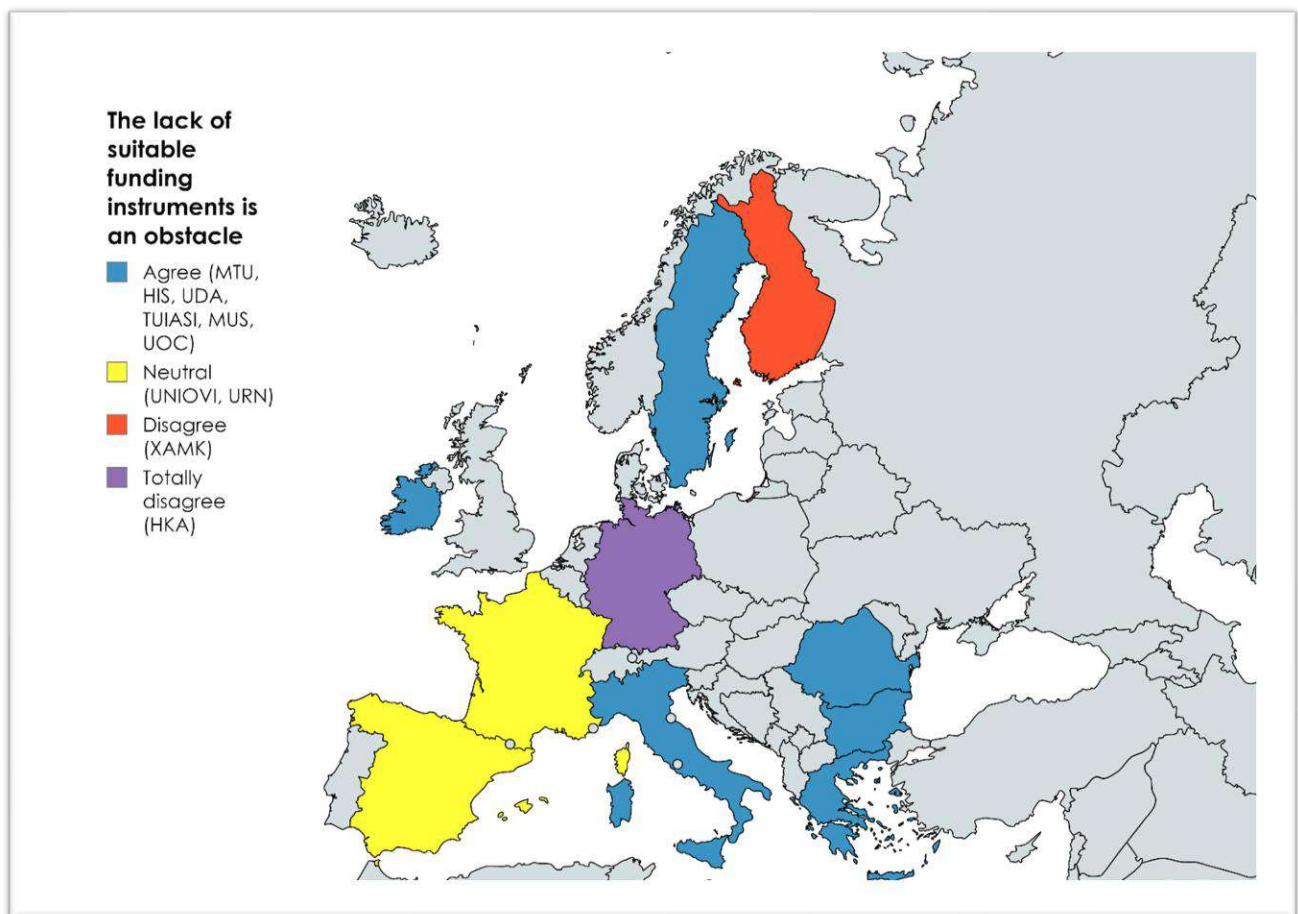 The lack of
suitable
funding
instruments is
an obstacle
Agree (MTU,
HIS, UDA,
TUIASI, MUS,
UOC)
Neutral
(UNIOVI, URN)
Disagree
(XAMK)
Totally
disagree
(HKA)